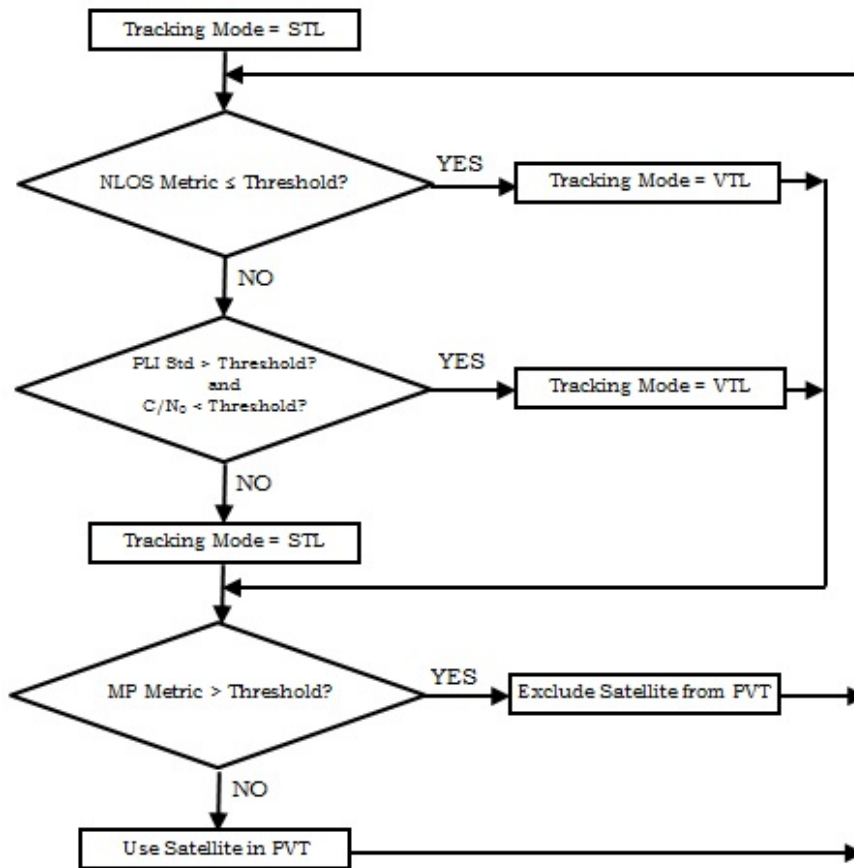 Tracking Mode = STL
NLOS Metric ≤ Threshold?
YES
Tracking Mode = VTL
NO
PLI Std > Threshold?
and
C/N₀ < Threshold?
YES
Tracking Mode = VTL
NO
Tracking Mode = STL
MP Metric > Threshold?
YES
Exclude Satellite from PVT
NO
Use Satellite in PVT